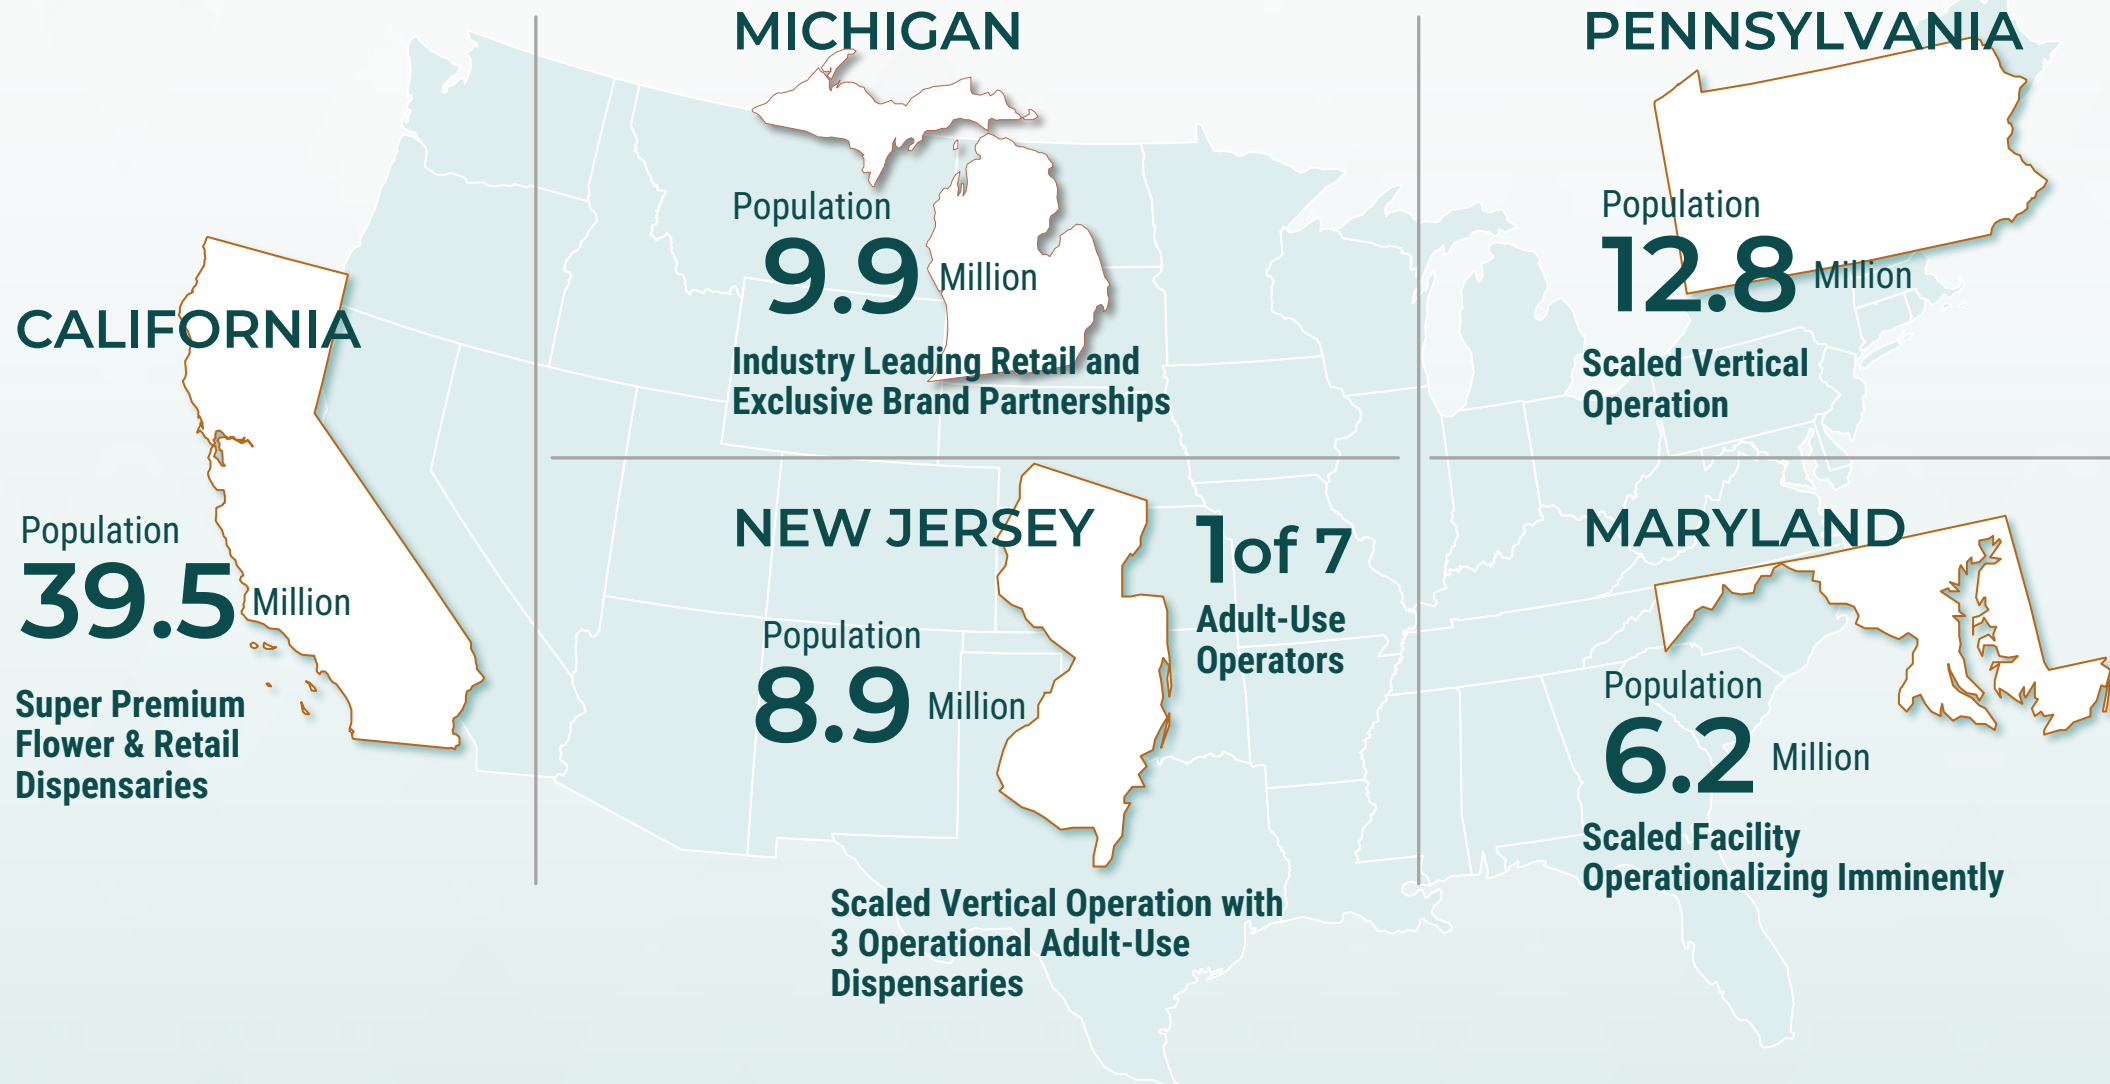 CALIFORNIA
Population
39.5 Million
Super Premium
Flower & Retail
Dispensaries
MICHIGAN
Population
9.9 Million
Industry Leading Retail and
Exclusive Brand Partnerships
NEW JERSEY
Population
8.9 Million
1 of 7
Adult-Use
Operators
Scaled Vertical Operation with
3 Operational Adult-Use
Dispensaries
PENNSYLVANIA
Population
12.8 Million
Scaled Vertical
Operation
MARYLAND
Population
6.2 Million
Scaled Facility
Operationalizing Imminently